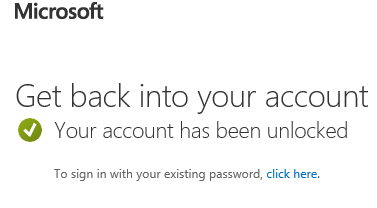 Microsoft
Get back into your account
Your account has been unlocked
To sign in with your existing password, click here.